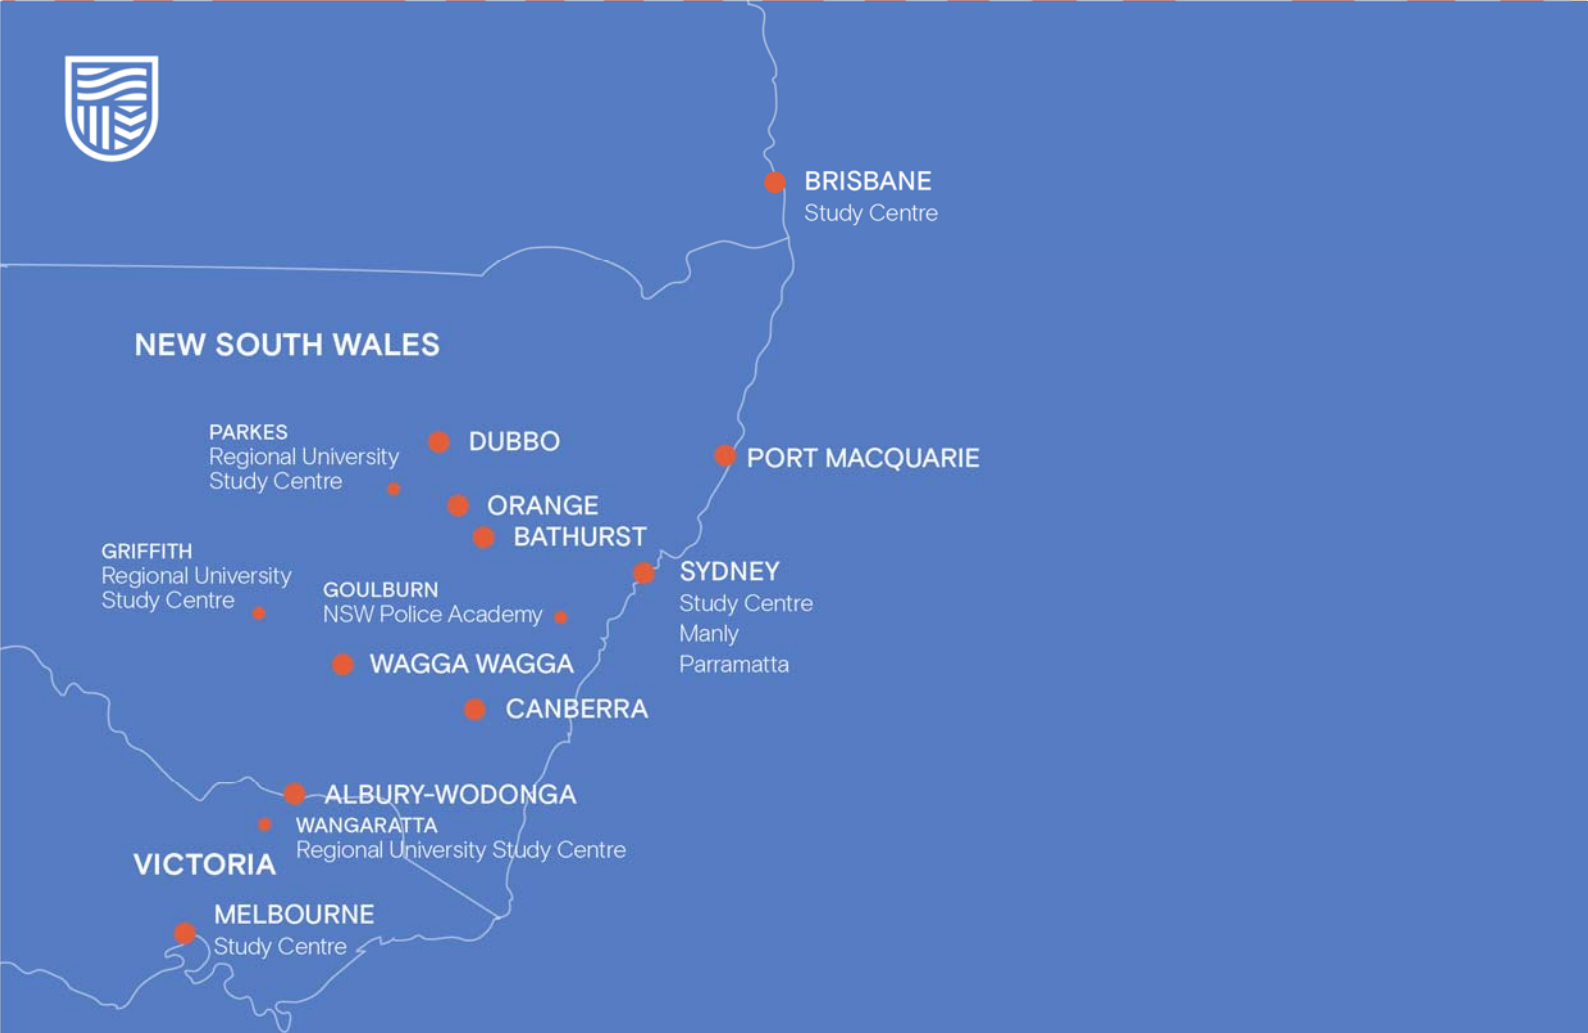 BRISBANE
Study Centre
NEW SOUTH WALES
PARKES
Regional University
Study Centre
DUBBO
PORT MACQUARIE
ORANGE
BATHURST
GRIFFITH
Regional University
Study Centre
GOULBURN
NSW Police Academy
SYDNEY
Study Centre
Manly
Parramatta
WAGGA WAGGA
CANBERRA
ALBURY-WODONGA
WANGARATTA
Regional University Study Centre
VICTORIA
MELBOURNE
Study Centre